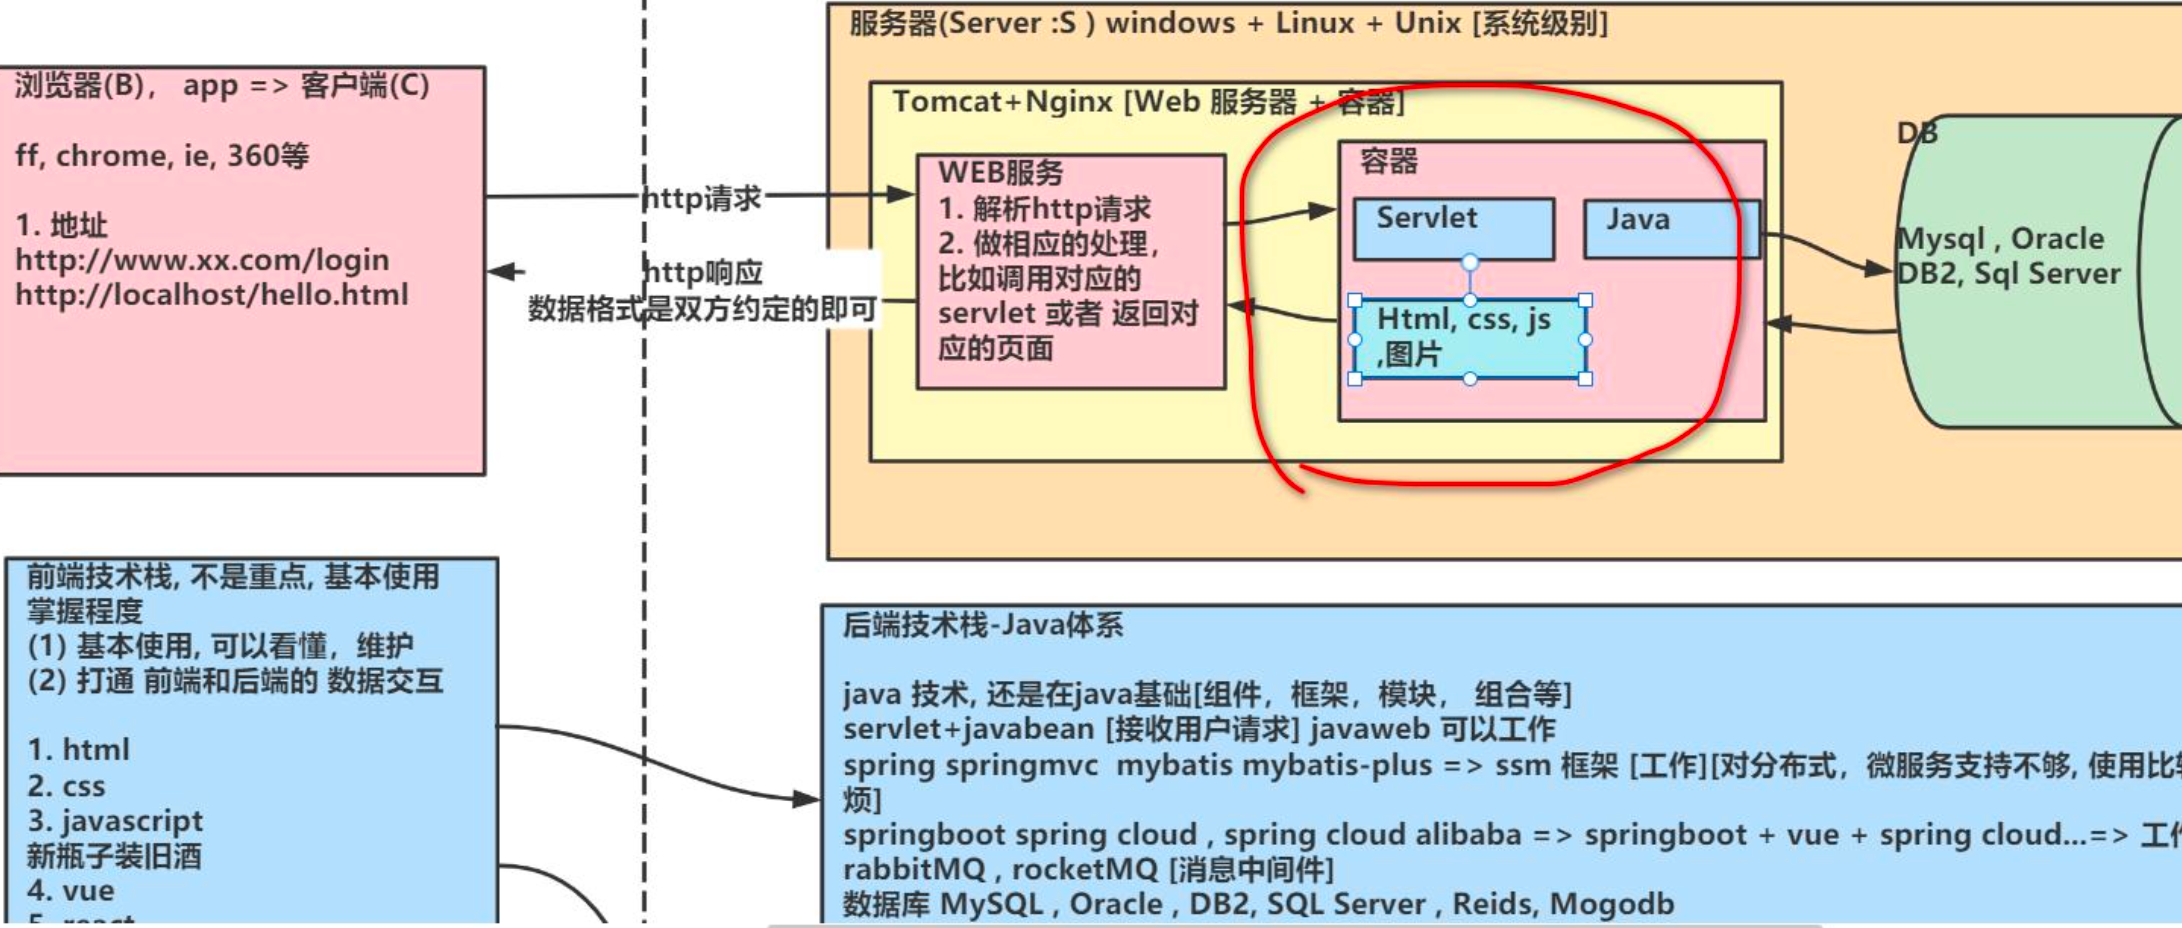 服务器(Server :S ) windows + Linux + Unix [系统级别]
浏览器(B)， app => 客户端(C)
ff, chrome, ie, 360等
1. 地址
http://www.xx.com/login
http://localhost/hello.html
http请求
http响应
数据格式是双方约定的即可
Tomcat+Nginx [Web 服务器 + 容器]
WEB服务
1. 解析http请求
2. 做相应的处理，
比如调用对应的
servlet 或者 返回对
应的页面
容器
Servlet
Java
Html, css, js
,图片
DB
Mysql , Oracle
DB2, Sql Server
前端技术栈, 不是重点, 基本使用
掌握程度
(1) 基本使用, 可以看懂，维护
(2) 打通 前端和后端的 数据交互
1. html
2. css
3. javascript
新瓶子装旧酒
4. vue
后端技术栈-Java体系
java 技术, 还是在java基础[组件，框架，模块， 组合等]
servlet+javabean [接收用户请求] javaweb 可以工作
spring springmvc mybatis mybatis-plus => ssm 框架 [工作][对分布式，微服务支持不够, 使用比
烦]
springboot spring cloud , spring cloud alibaba => springboot + vue + spring cloud...=> 工
rabbitMQ , rocketMQ [消息中间件]
数据库 MySQL , Oracle , DB2, SQL Server , Reids, Mogodb